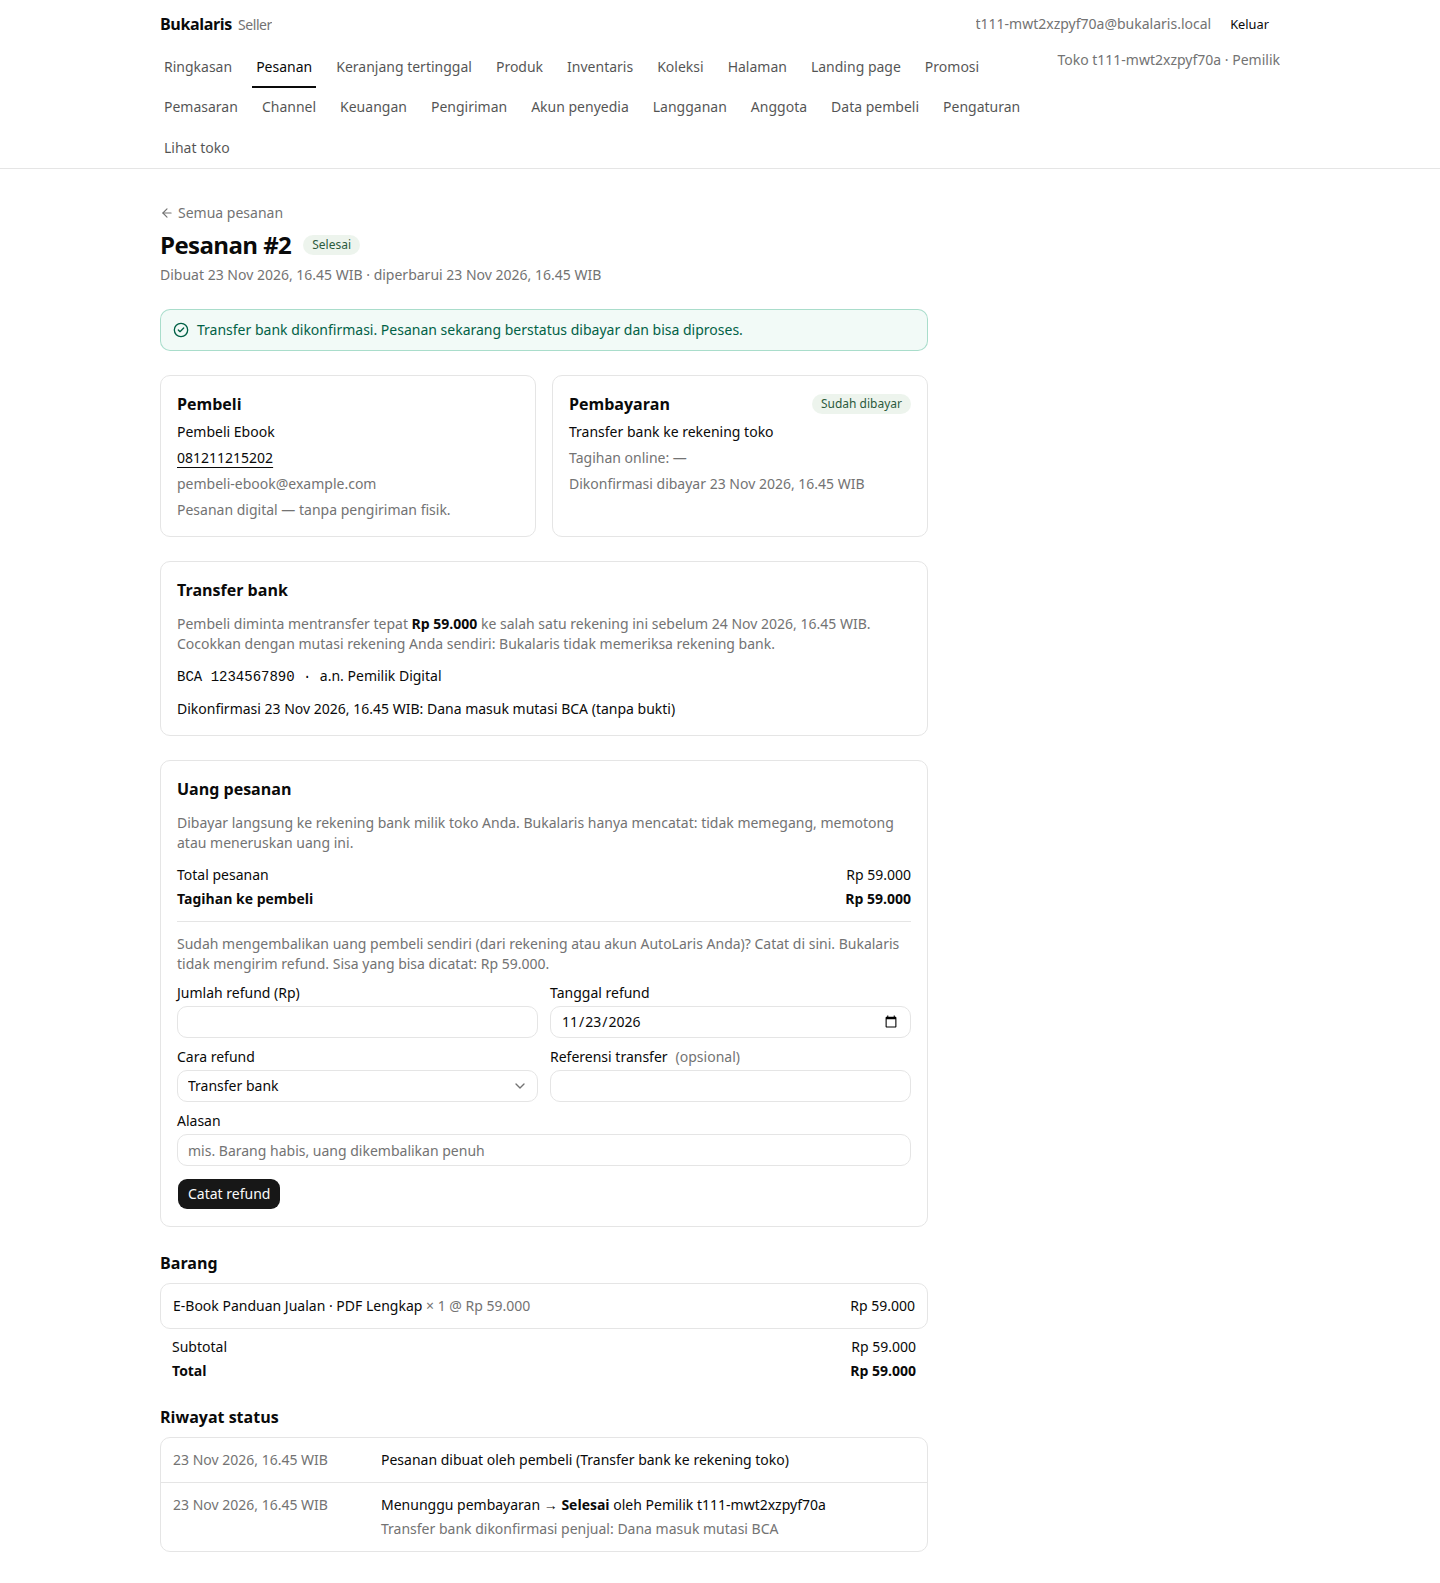 Bukalaris Seller
t111-mwt2xzpyf70a@bukalaris.local Keluar
Ringkasan Pesanan Keranjang tertinggal Produk Inventaris Koleksi Halaman Landing page Promosi
Toko t111-mwt2xzpyf70a · Pemilik
Pemasaran Channel Keuangan Pengiriman Akun penyedia Langganan Anggota Data pembeli Pengaturan
Lihat toko
← Semua pesanan
Pesanan #2 Selesai
Dibuat 23 Nov 2026, 16.45 WIB · diperbarui 23 Nov 2026, 16.45 WIB
Transfer bank dikonfirmasi. Pesanan sekarang berstatus dibayar dan bisa diproses.
Pembeli
Pembeli Ebook
081211215202
pembeli-ebook@example.com
Pesanan digital — tanpa pengiriman fisik.
Pembayaran Sudah dibayar
Transfer bank ke rekening toko
Tagihan online: —
Dikonfirmasi dibayar 23 Nov 2026, 16.45 WIB
Transfer bank
Pembeli diminta mentransfer tepat Rp 59.000 ke salah satu rekening ini sebelum 24 Nov 2026, 16.45 WIB.
Cocokkan dengan mutasi rekening Anda sendiri: Bukalaris tidak memeriksa rekening bank.
BCA 1234567890 · a.n. Pemilik Digital
Dikonfirmasi 23 Nov 2026, 16.45 WIB: Dana masuk mutasi BCA (tanpa bukti)
Uang pesanan
Dibayar langsung ke rekening bank milik toko Anda. Bukalaris hanya mencatat: tidak memegang, memotong
atau meneruskan uang ini.
Total pesanan Rp 59.000
Tagihan ke pembeli Rp 59.000
Sudah mengembalikan uang pembeli sendiri (dari rekening atau akun AutoLaris Anda)? Catat di sini. Bukalaris
tidak mengirim refund. Sisa yang bisa dicatat: Rp 59.000.
Jumlah refund (Rp) Tanggal refund
11/23/2026
Cara refund Referensi transfer (opsional)
Transfer bank
Alasan
mis. Barang habis, uang dikembalikan penuh
Catat refund
Barang
E-Book Panduan Jualan · PDF Lengkap × 1 @ Rp 59.000 Rp 59.000
Subtotal Rp 59.000
Total Rp 59.000
Riwayat status
23 Nov 2026, 16.45 WIB Pesanan dibuat oleh pembeli (Transfer bank ke rekening toko)
23 Nov 2026, 16.45 WIB Menunggu pembayaran → Selesai oleh Pemilik t111-mwt2xzpyf70a
Transfer bank dikonfirmasi penjual: Dana masuk mutasi BCA